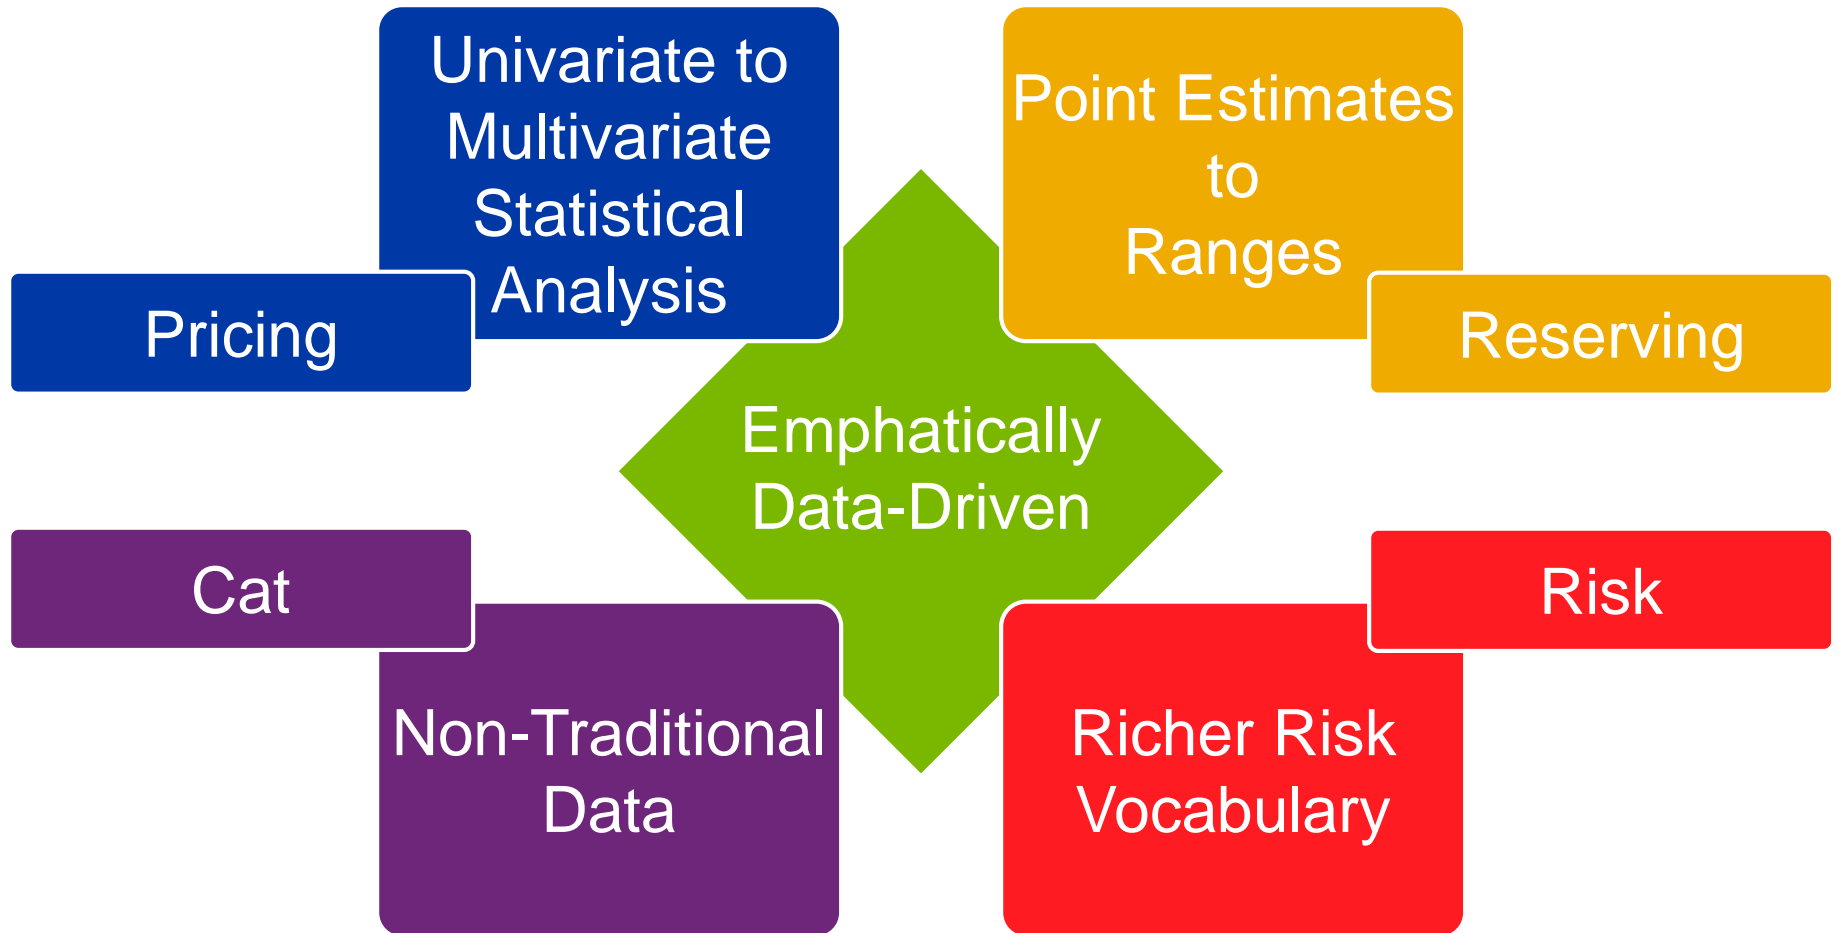 Univariate to
Multivariate
Statistical
Analysis
Pricing
Point Estimates
to
Ranges
Reserving
Emphatically
Data-Driven
Cat
Non-Traditional
Data
Risk
Richer Risk
Vocabulary